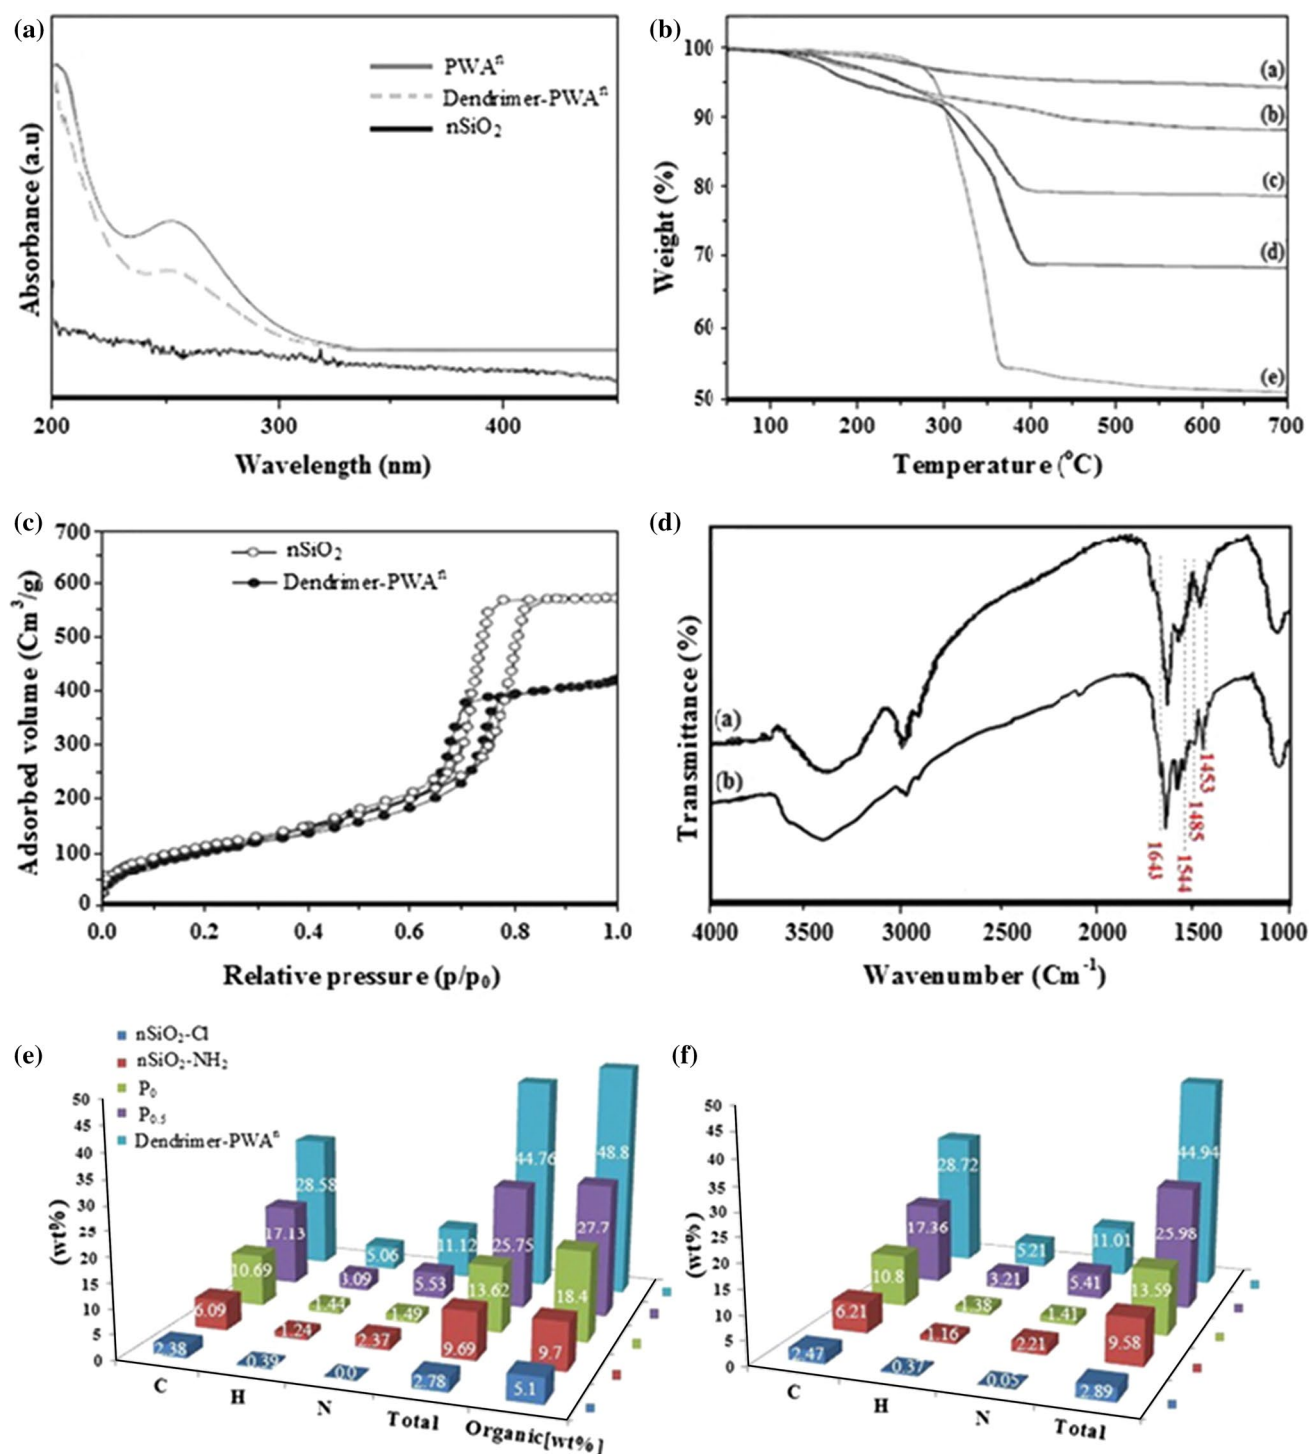 (a)
Absorbance (a.u)
PWAⁿ
Dendrimer-PWAⁿ
nSiO₂
200 300 400
Wavelength (nm)
(b)
Weight (%)
100
90
80
70
60
50
(a)
(b)
(c)
(d)
(e)
100 200 300 400 500 600 700
Temperature (°C)
(c)
Adsorbed volume (Cm³/g)
700
600
500
400
300
200
100
0
nSiO₂
Dendrimer-PWAⁿ
0.0 0.2 0.4 0.6 0.8 1.0
Relative pressure (p/p₀)
(d)
Transmittance (%)
(a)
(b)
1643
1544
1485
1453
4000 3500 3000 2500 2000 1500 1000
Wavenumber (Cm⁻¹)
(e)
nSiO₂-Cl
nSiO₂-NH₂
P₀
P₀.₅
Dendrimer-PWAⁿ
(wt%)
50
45
40
35
30
25
20
15
10
5
0
28.58 5.06 11.12 44.76 48.8
17.13 3.09 5.53 25.75 27.7
10.69 1.44 1.49 13.62 18.4
6.09 1.24 2.37 9.69 9.7
2.38 0.39 0.0 2.78 5.1
C H N Total Organic[wt%]
(f)
(wt%)
50
45
40
35
30
25
20
15
10
5
0
28.72 5.21 11.01 44.94
17.36 3.21 5.41 25.98
10.8 1.38 1.41 13.59
6.21 1.16 2.21 9.58
2.47 0.37 0.05 2.89
C H N Total